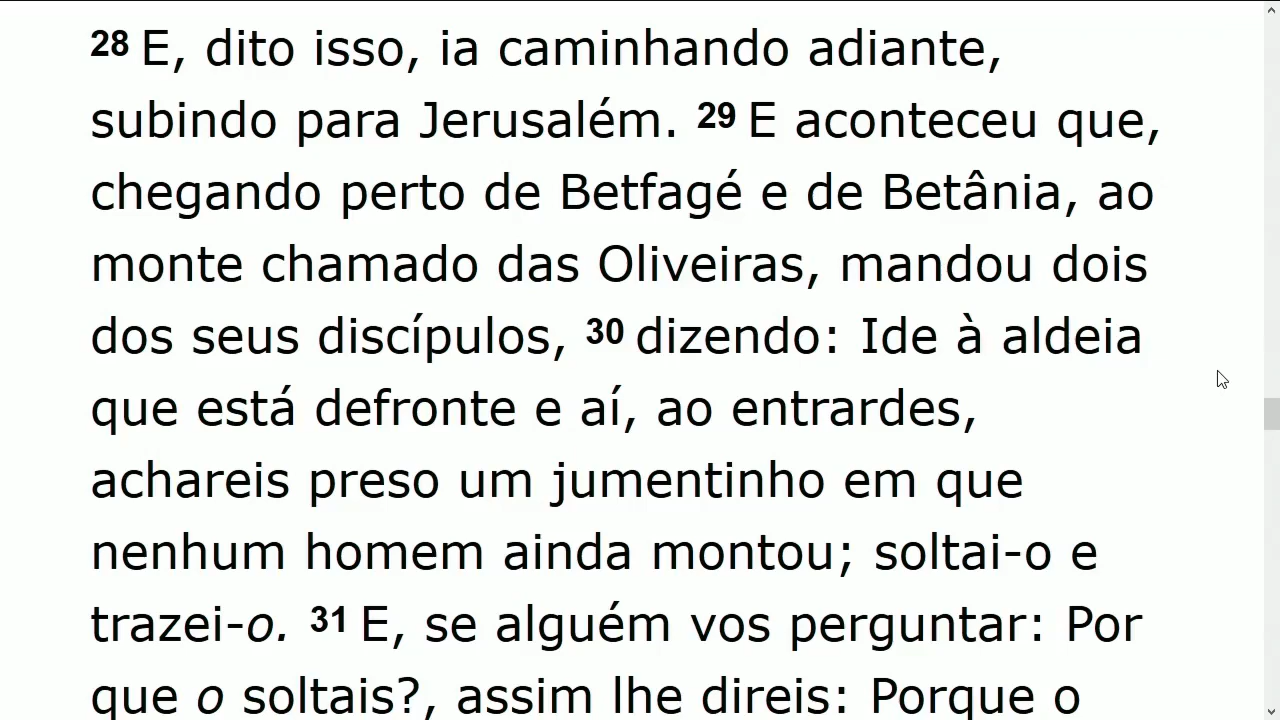 28 E, dito isso, ia caminhando adiante,
subindo para Jerusalém. 29 E aconteceu que,
chegando perto de Betfagé e de Betânia, ao
monte chamado das Oliveiras, mandou dois
dos seus discípulos, 30 dizendo: Ide à aldeia
que está defronte e aí, ao entrardes,
achareis preso um jumentinho em que
nenhum homem ainda montou; soltai-o e
trazei-o. 31 E, se alguém vos perguntar: Por
que o soltais?, assim lhe direis: Porque o